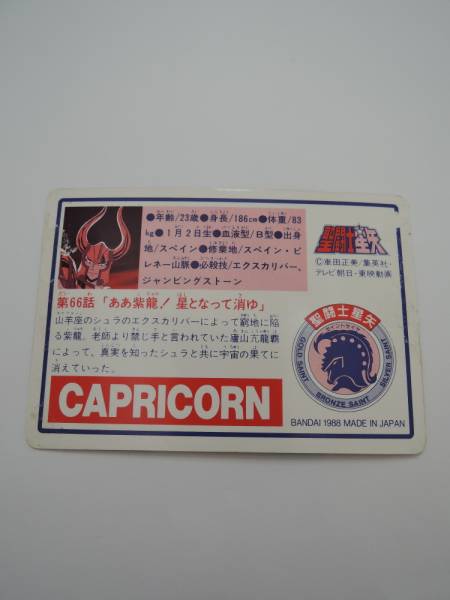 ●年齢/23歳●身長/186cm●体重/83
kg●1月2日生●血液型/B型●出身
地/スペイン●修業地/スペイン・ピ
レネー山脈●必殺技/エクスカリバー、
ジャンピングストーン
聖闘士星矢
©車田正美/集英社・
テレビ朝日・東映動画
第66話「ああ紫龍! 星となって消ゆ」
山羊座のシュラのエクスカリバーによって窮地に陥
る紫龍。老師より禁じ手と言われていた廬山亢龍覇
によって、真実を知ったシュラと共に宇宙の果てに
消えていった。
CAPRICORN
聖闘士星矢
セイントセイヤ
GOLD SAINT
BRONZE SAINT
SILVER SAINT
BANDAI 1988 MADE IN JAPAN